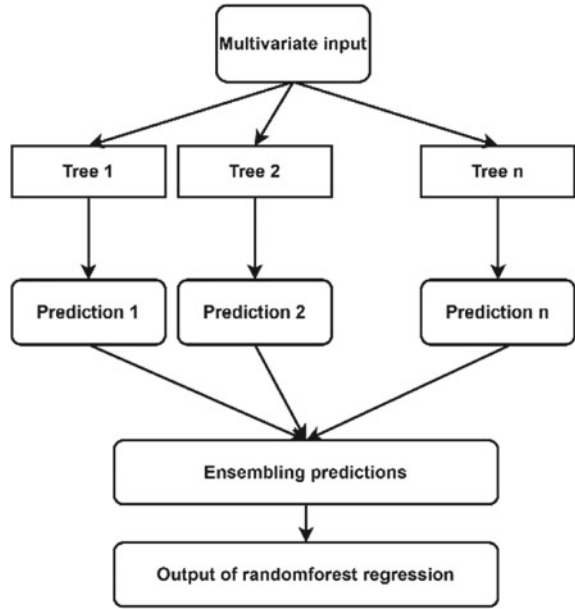 Multivariate input
Tree 1
Tree 2
Tree n
Prediction 1
Prediction 2
Prediction n
Ensembling predictions
Output of randomforest regression